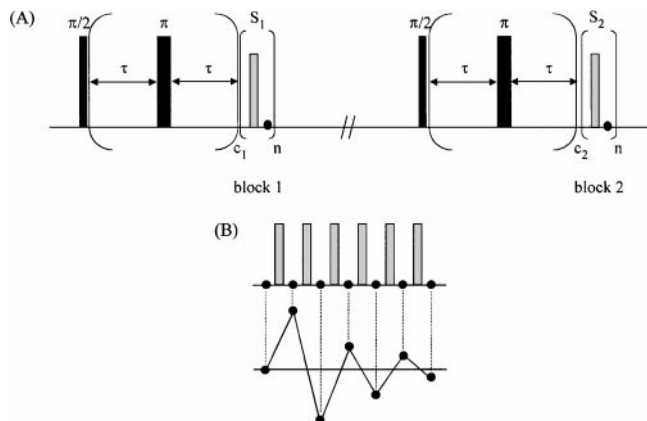 (A)
π/2 π S1 π/2 π S2
τ τ τ τ
c1 n c2 n
block 1 block 2
(B)